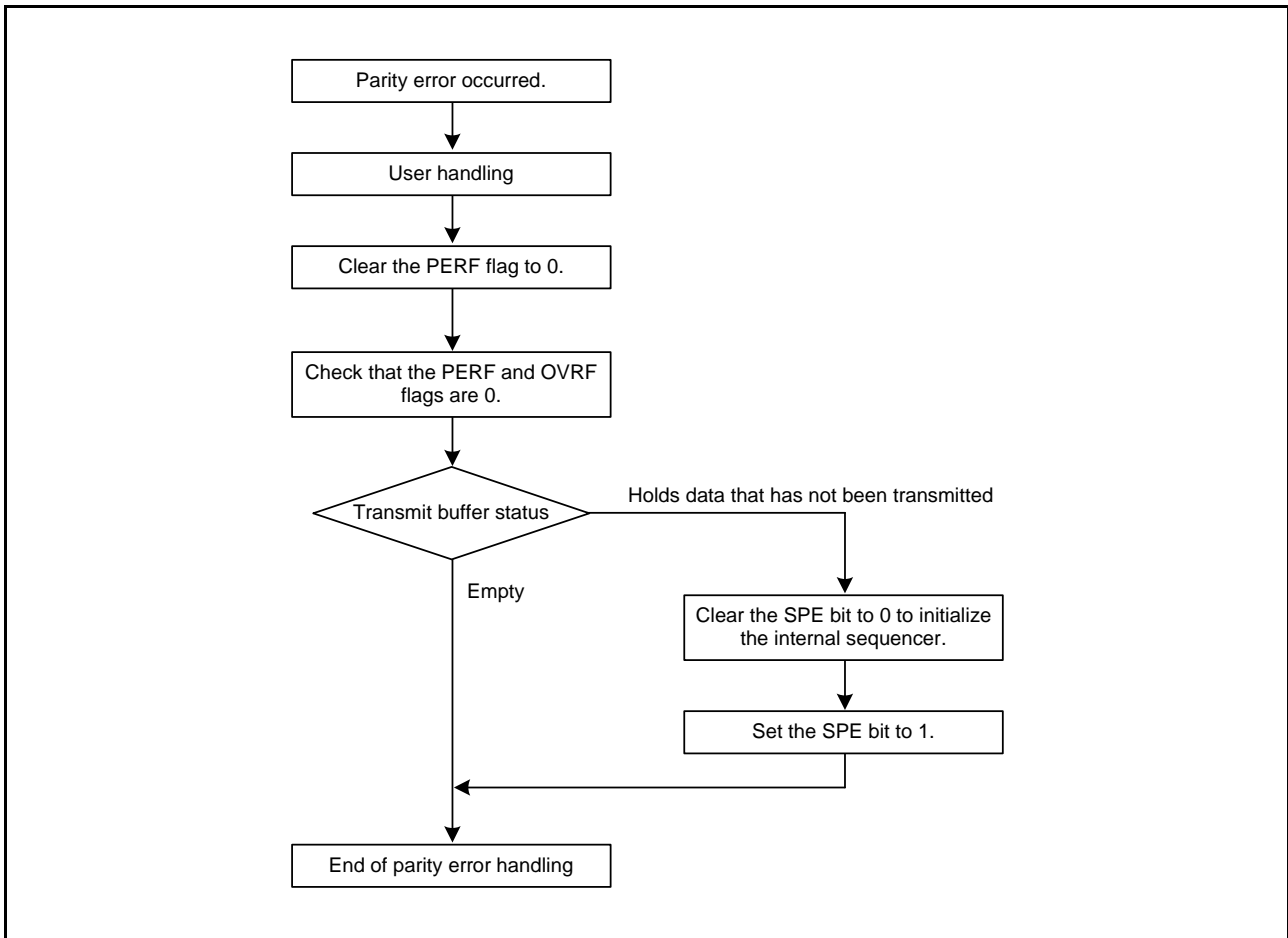 Parity error occurred.
User handling
Clear the PERF flag to 0.
Check that the PERF and OVRF
flags are 0.
Transmit buffer status
Holds data that has not been transmitted
Empty
Clear the SPE bit to 0 to initialize
the internal sequencer.
Set the SPE bit to 1.
End of parity error handling